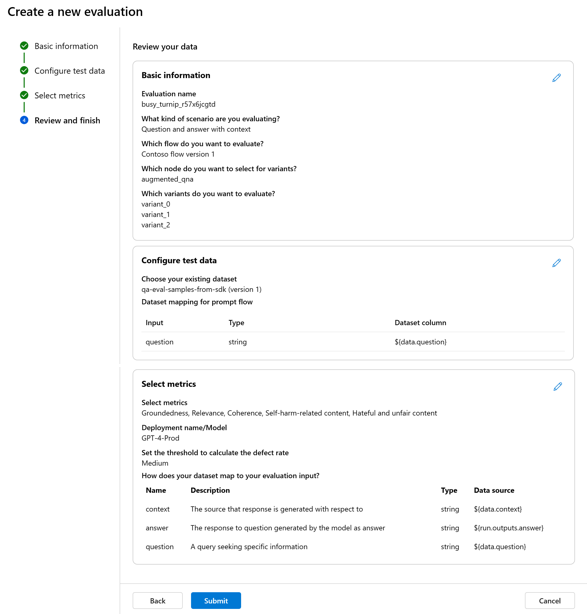 Create a new evaluation
Basic information
Configure test data
Select metrics
4 Review and finish
Review your data
Basic information
Evaluation name
busy_turnip_r57x6jcgtd
What kind of scenario are you evaluating?
Question and answer with context
Which flow do you want to evaluate?
Contoso flow version 1
Which node do you want to select for variants?
augmented_qna
Which variants do you want to evaluate?
variant_0
variant_1
variant_2
Configure test data
Choose your existing dataset
qa-eval-samples-from-sdk (version 1)
Dataset mapping for prompt flow
Input Type Dataset column
question string ${data.question}
Select metrics
Select metrics
Groundedness, Relevance, Coherence, Self-harm-related content, Hateful and unfair content
Deployment name/Model
GPT-4-Prod
Set the threshold to calculate the defect rate
Medium
How does your dataset map to your evaluation input?
Name Description Type Data source
context The source that response is generated with respect to string ${data.context}
answer The response to question generated by the model as answer string ${run.outputs.answer}
question A query seeking specific information string ${data.question}
Back Submit Cancel